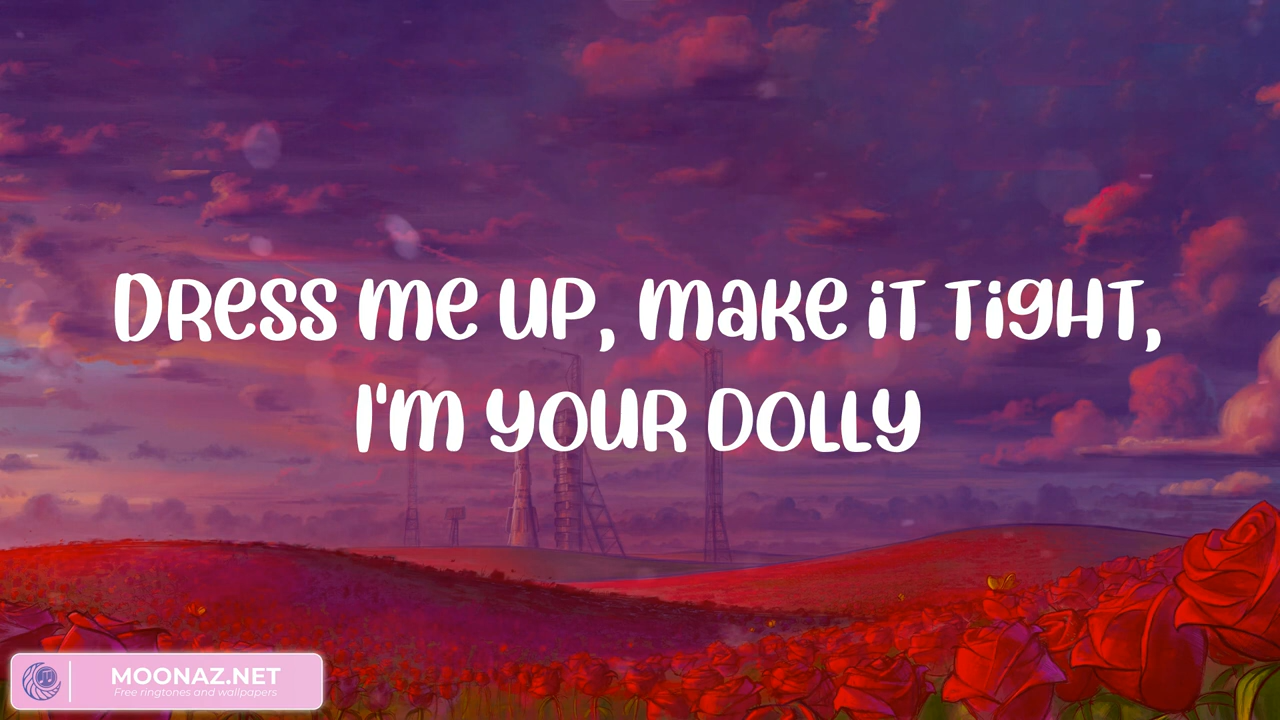 Dress me up, make it tight,
I'm your dolly
MOONAZ.NET
Free ringtones and wallpapers